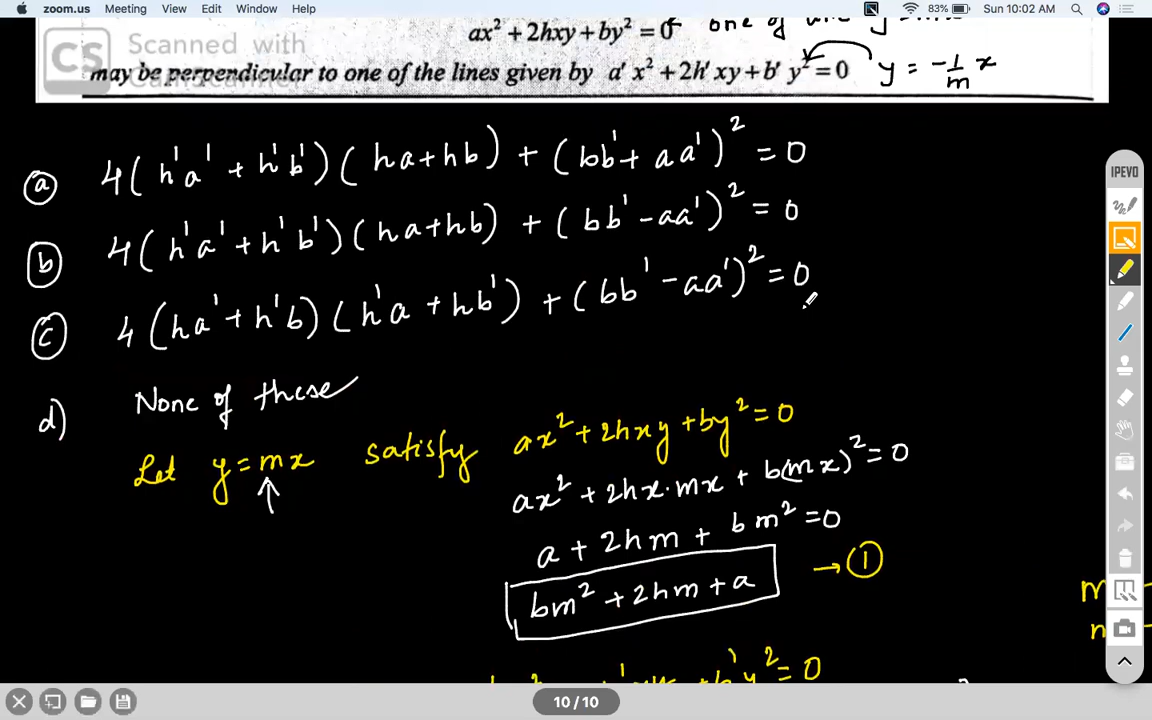 zoom.us Meeting View Edit Window Help 83% Sun 10:02 AM
Scanned with
CS
ax² + 2hxy + by² = 0 one of
may be perpendicular to one of the lines given by a' x² + 2h' xy + b' y² = 0 y = -1/m x
IPEVO
(a) 4(h'a' + h'b')(ha+hb) + (bb' + aa')² = 0
(b) 4(h'a' + h'b')(ha+hb) + (bb' - aa')² = 0
(c) 4(ha' + h'b)(h'a + hb') + (bb' - aa')² = 0
d) None of these
Let y = mx satisfy ax² + 2hxy + by² = 0
ax² + 2hx·mx + b(mx)² = 0
a + 2hm + bm² = 0
bm² + 2hm + a → (1)
m
10 / 10